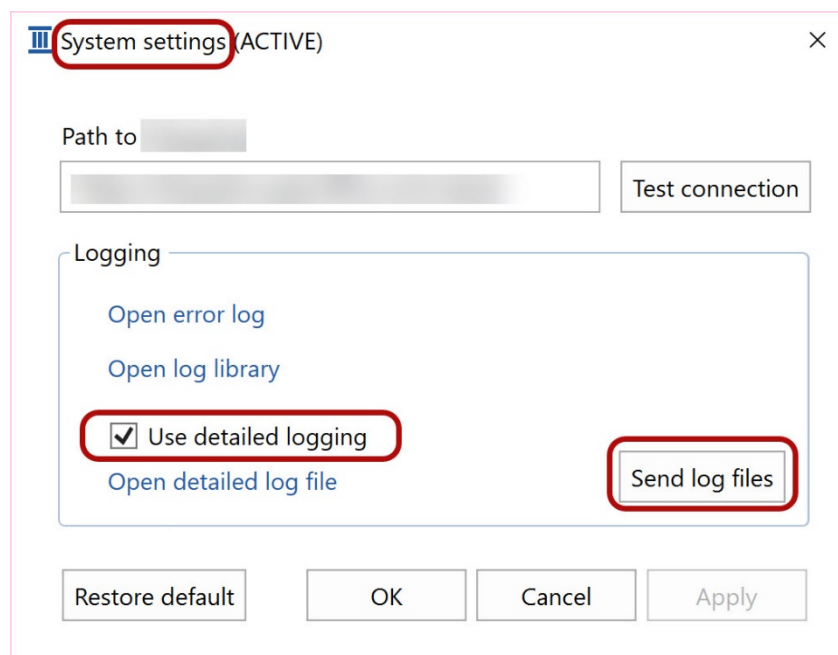 System settings (ACTIVE)
Path to
Test connection
Logging
Open error log
Open log library
Use detailed logging
Open detailed log file
Send log files
Restore default
OK
Cancel
Apply